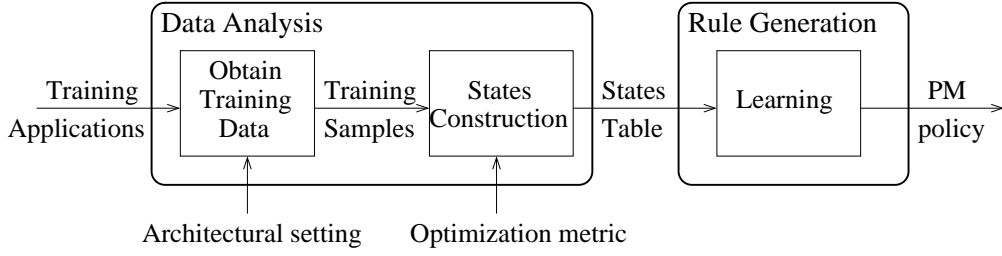 Data Analysis
Rule Generation
Training
Applications
Obtain
Training
Data
Training
Samples
States
Construction
States
Table
Learning
PM
policy
Architectural setting
Optimization metric